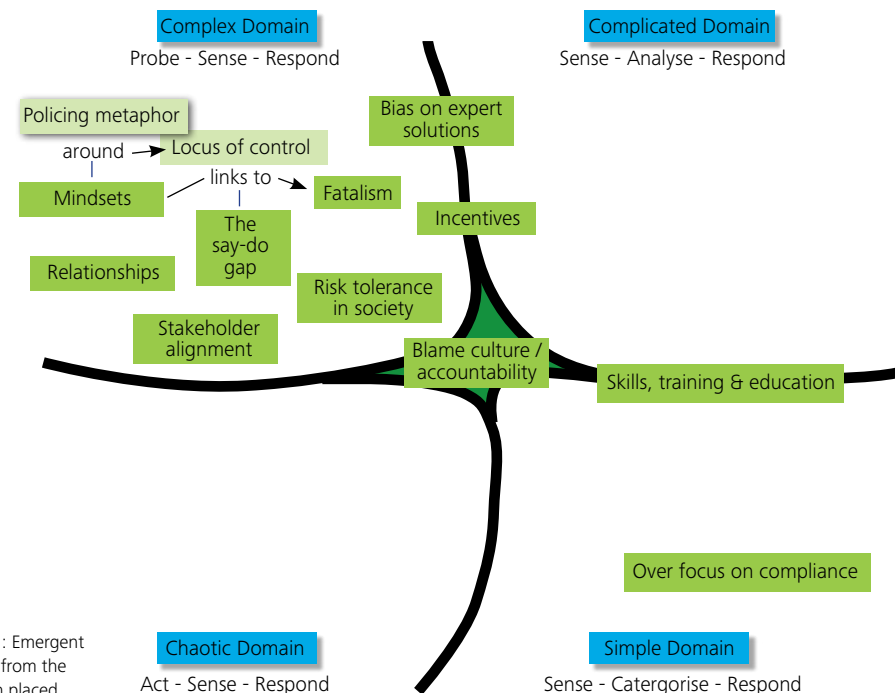 Complex Domain
Probe - Sense - Respond
Complicated Domain
Sense - Analyse - Respond
Policing metaphor
around
Locus of control
Mindsets
links to
Fatalism
The
say-do
gap
Relationships
Risk tolerance
in society
Stakeholder
alignment
Bias on expert
solutions
Incentives
Blame culture /
accountability
Skills, training & education
Over focus on compliance
: Emergent
from the
placed
Chaotic Domain
Act - Sense - Respond
Simple Domain
Sense - Catergorise - Respond